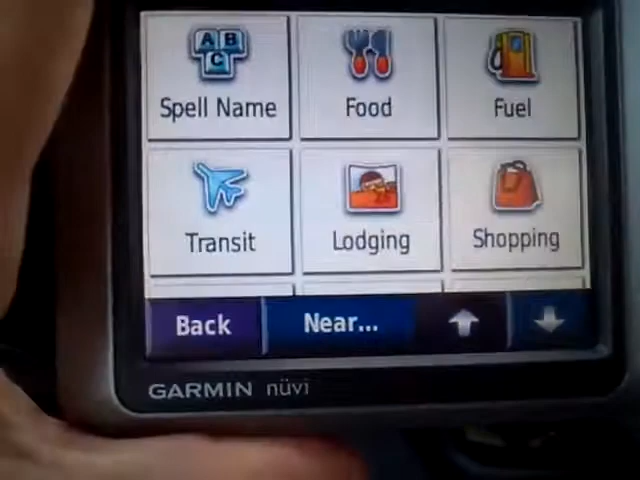 A B C
Spell Name
Food
Fuel
Transit
Lodging
Shopping
Back
Near...
GARMIN nüvi